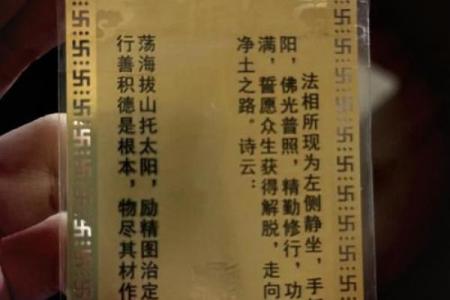 法相所现为左侧静坐，手
阳，佛光普照，精勤修行，功
满，誓愿众生获得解脱，走向
净土之路。诗云：
荡海拔山托太阳，励精图治定
行善积德是根本，物尽其材作